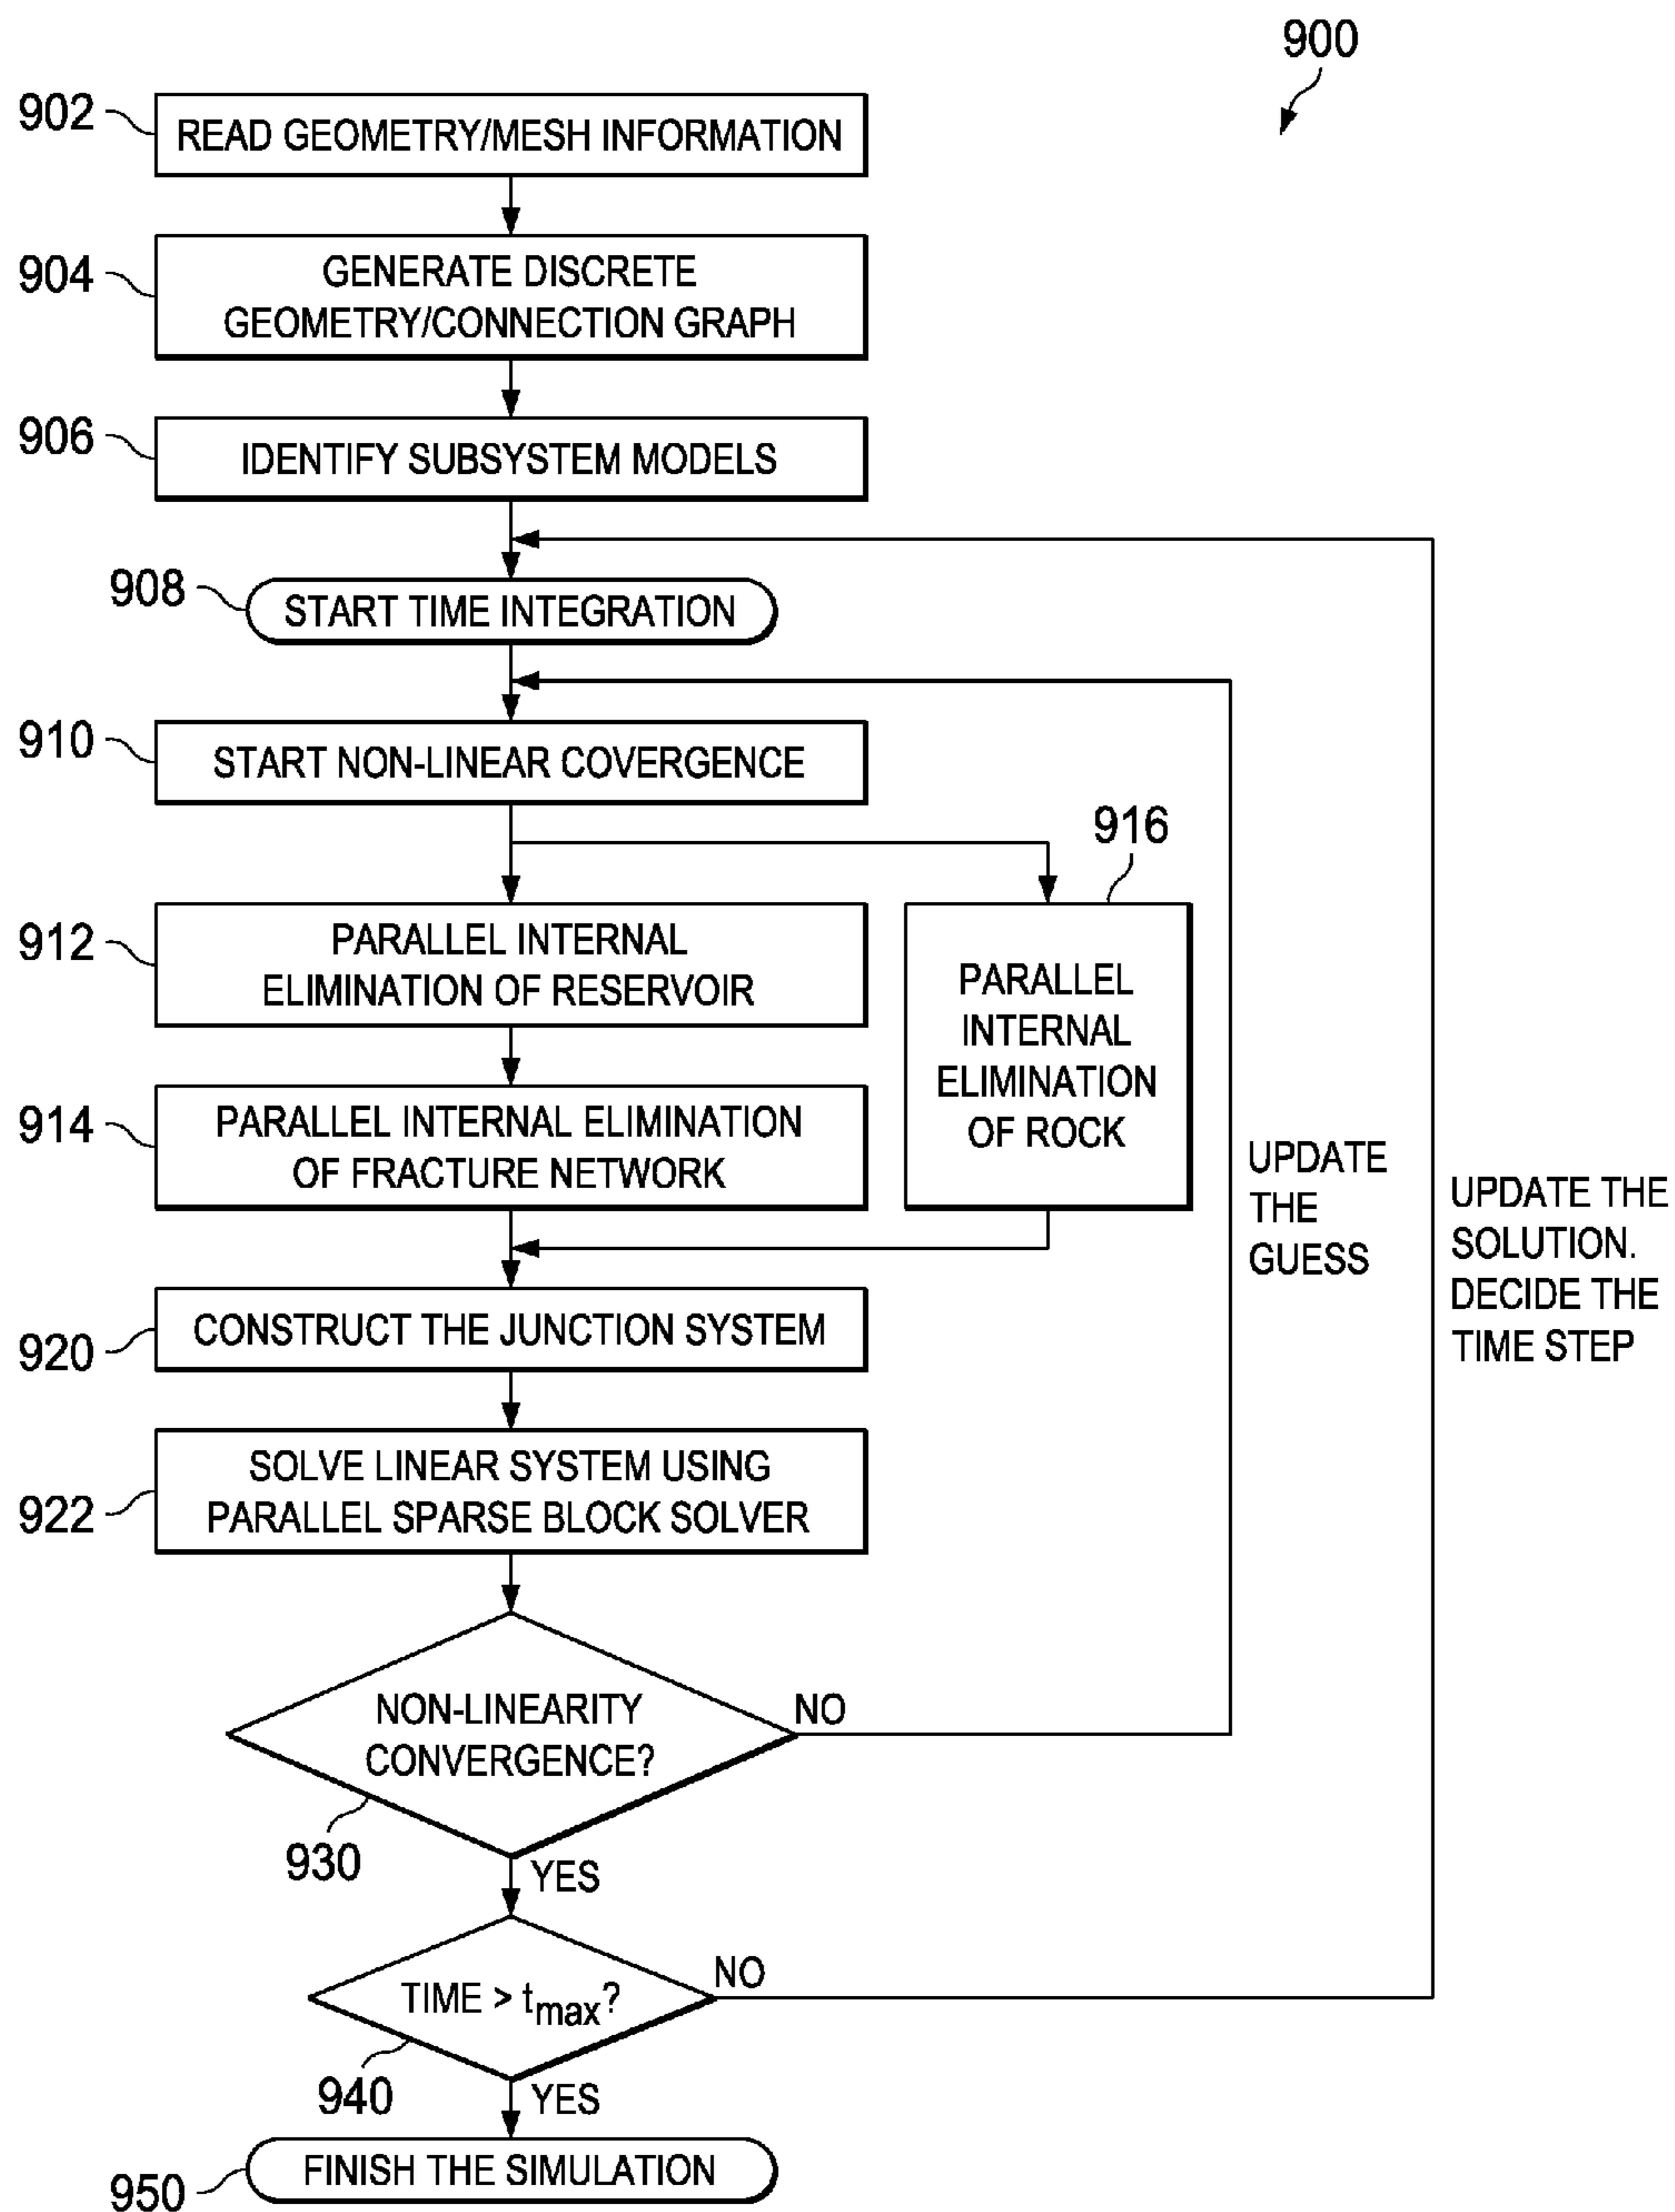 900
902
READ GEOMETRY/MESH INFORMATION
904
GENERATE DISCRETE
GEOMETRY/CONNECTION GRAPH
906
IDENTIFY SUBSYSTEM MODELS
908
START TIME INTEGRATION
910
START NON-LINEAR COVERGENCE
912
PARALLEL INTERNAL
ELIMINATION OF RESERVOIR
914
PARALLEL INTERNAL ELIMINATION
OF FRACTURE NETWORK
916
PARALLEL
INTERNAL
ELIMINATION
OF ROCK
UPDATE
THE
GUESS
UPDATE THE
SOLUTION.
DECIDE THE
TIME STEP
920
CONSTRUCT THE JUNCTION SYSTEM
922
SOLVE LINEAR SYSTEM USING
PARALLEL SPARSE BLOCK SOLVER
NON-LINEARITY
CONVERGENCE?
NO
930
YES
TIME > tmax?
NO
940
YES
950
FINISH THE SIMULATION